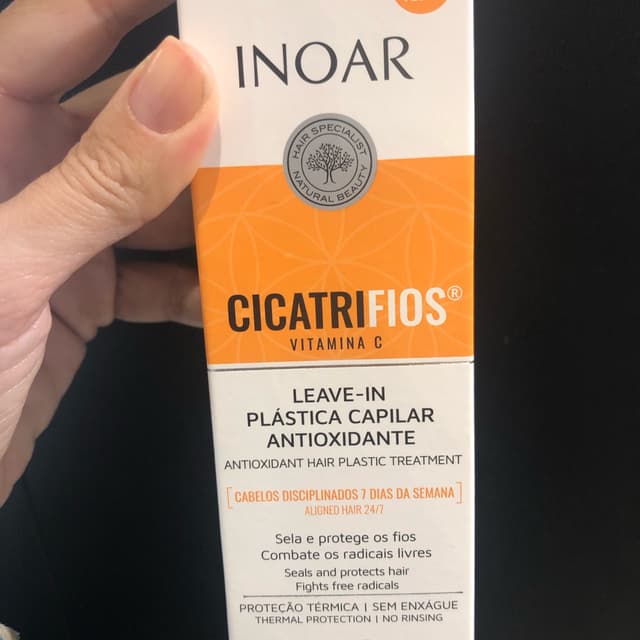 INOAR
HAIR SPECIALIST
NATURAL BEAUTY
CICATRIFIOS®
VITAMINA C
LEAVE-IN
PLÁSTICA CAPILAR
ANTIOXIDANTE
ANTIOXIDANT HAIR PLASTIC TREATMENT
[CABELOS DISCIPLINADOS 7 DIAS DA SEMANA]
ALIGNED HAIR 24/7
Sela e protege os fios
Combate os radicais livres
Seals and protects hair
Fights free radicals
PROTEÇÃO TÉRMICA | SEM ENXÁGUE
THERMAL PROTECTION | NO RINSING